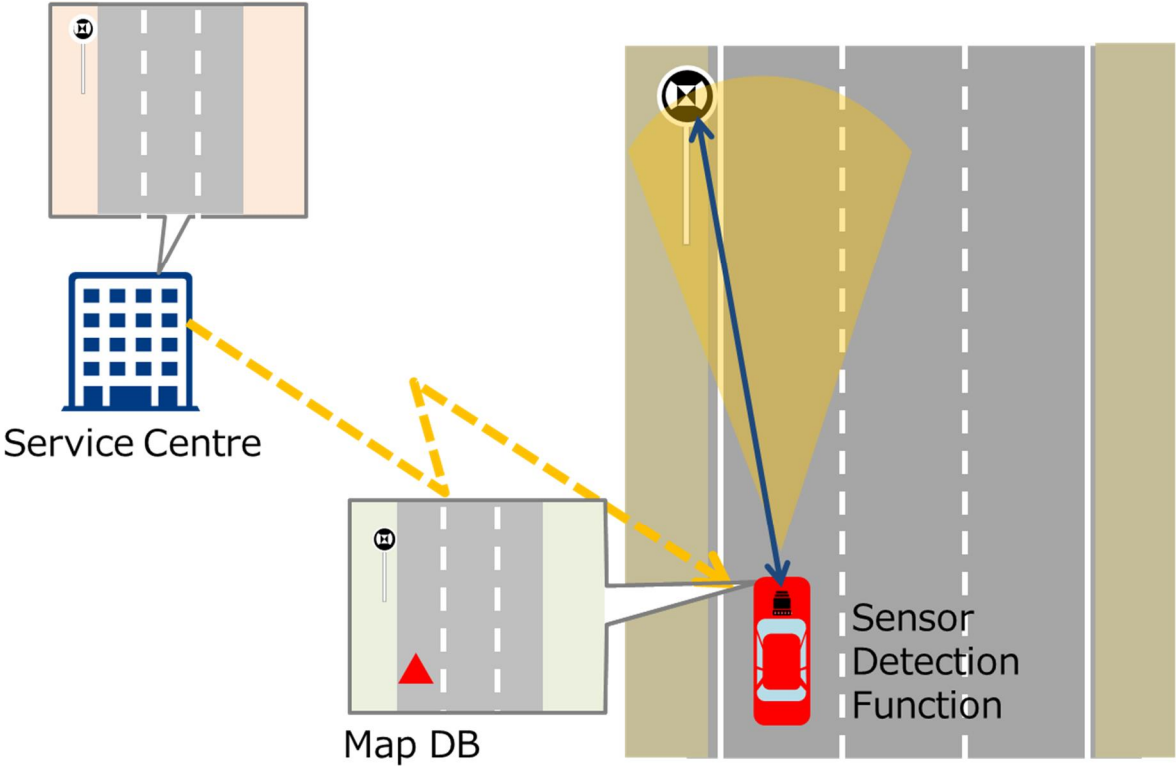 Service Centre
Map DB
Sensor
Detection
Function